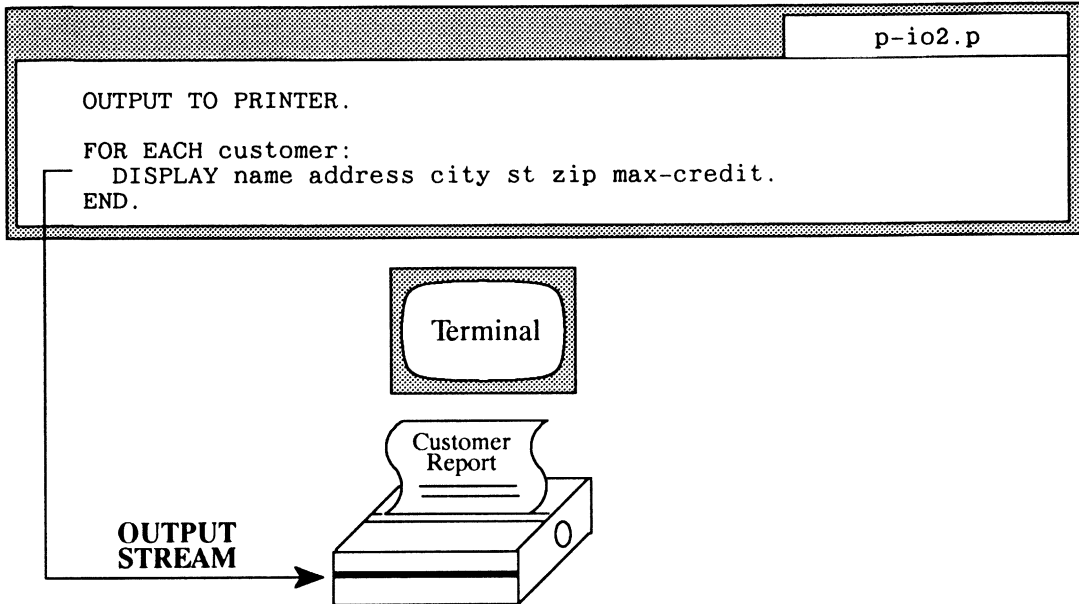 p-io2.p
OUTPUT TO PRINTER.
FOR EACH customer:
DISPLAY name address city st zip max-credit.
END.
Terminal
Customer
Report
OUTPUT
STREAM